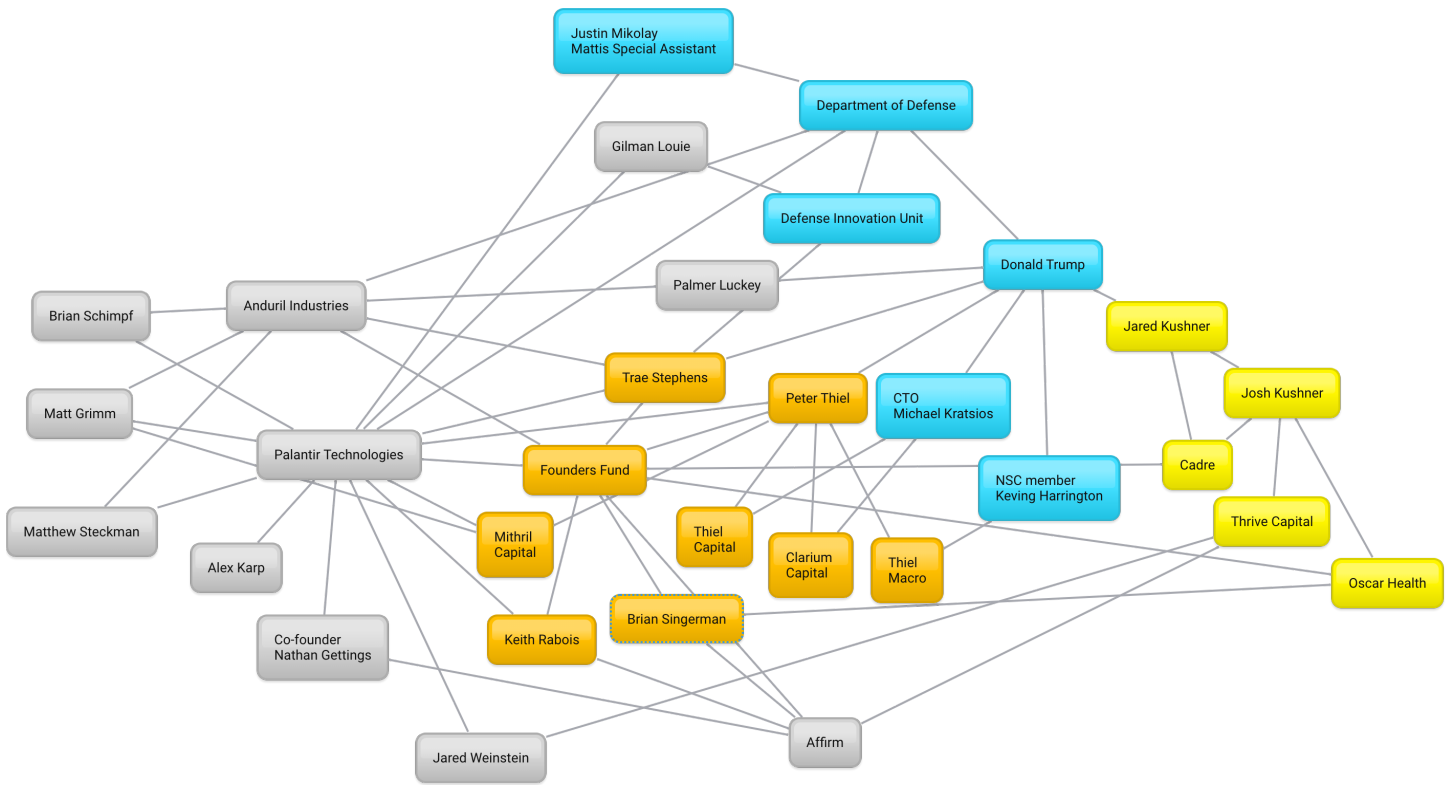 Justin Mikolay
Mattis Special Assistant
Department of Defense
Gilman Louie
Defense Innovation Unit
Donald Trump
Palmer Luckey
Anduril Industries
Brian Schimpf
Jared Kushner
Trae Stephens
Peter Thiel
CTO
Michael Kratsios
Josh Kushner
Matt Grimm
Palantir Technologies
Founders Fund
Cadre
NSC member
Keving Harrington
Thrive Capital
Matthew Steckman
Mithril
Capital
Thiel
Capital
Clarium
Capital
Thiel
Macro
Alex Karp
Oscar Health
Brian Singerman
Keith Rabois
Co-founder
Nathan Gettings
Affirm
Jared Weinstein